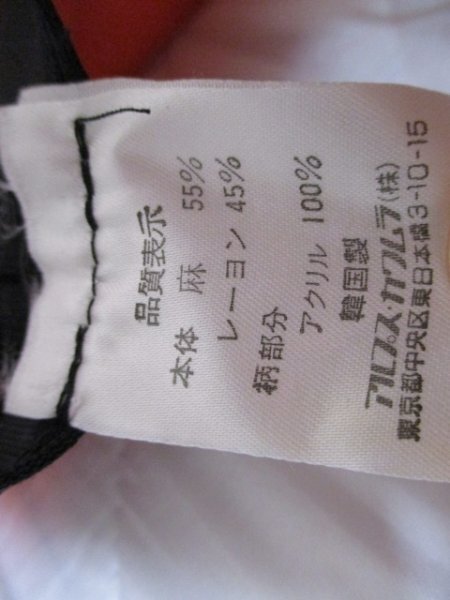 品質表示
本体 麻 55%
レーヨン 45%
柄部分
アクリル 100%
韓国製
アルプス・カワムラ(株)
東京都中央区東日本橋3-10-15